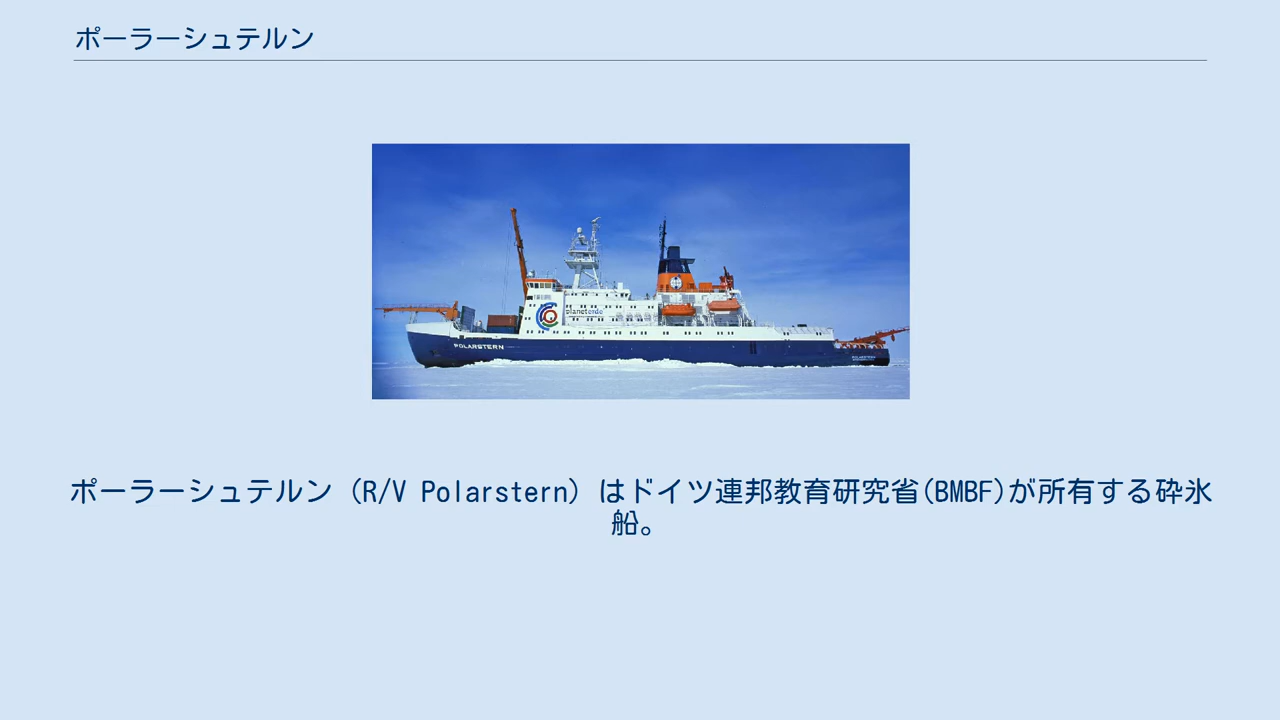 ポーラーシュテルン
planeterde
POLARSTERN
POLARSTERN
ポーラーシュテルン（R/V Polarstern）はドイツ連邦教育研究省(BMBF)が所有する砕氷
船。